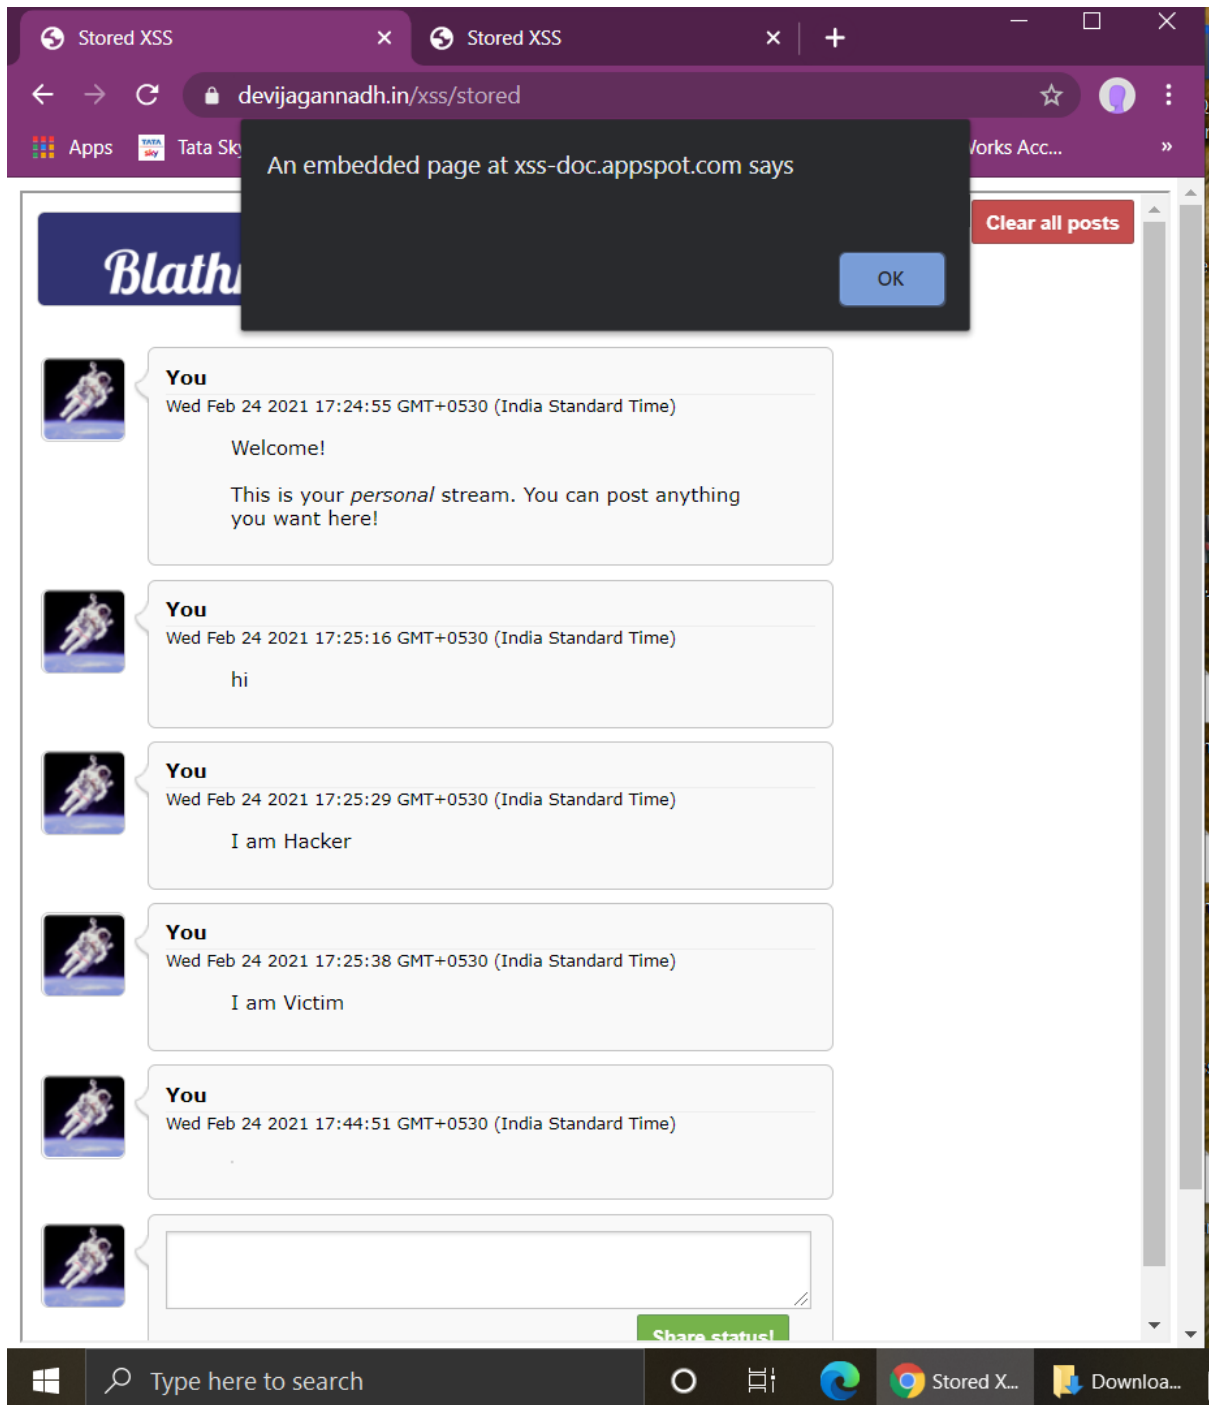 Stored XSS
Stored XSS
devijagannadh.in/xss/stored
Apps
Tata Sky
TATA
sky
Acc...
An embedded page at xss-doc.appspot.com says
OK
Clear all posts
You
Wed Feb 24 2021 17:24:55 GMT+0530 (India Standard Time)
Welcome!
This is your personal stream. You can post anything
you want here!
You
Wed Feb 24 2021 17:25:16 GMT+0530 (India Standard Time)
hi
You
Wed Feb 24 2021 17:25:29 GMT+0530 (India Standard Time)
I am Hacker
You
Wed Feb 24 2021 17:25:38 GMT+0530 (India Standard Time)
I am Victim
You
Wed Feb 24 2021 17:44:51 GMT+0530 (India Standard Time)
Share status!
Type here to search
Stored X...
Downloa...